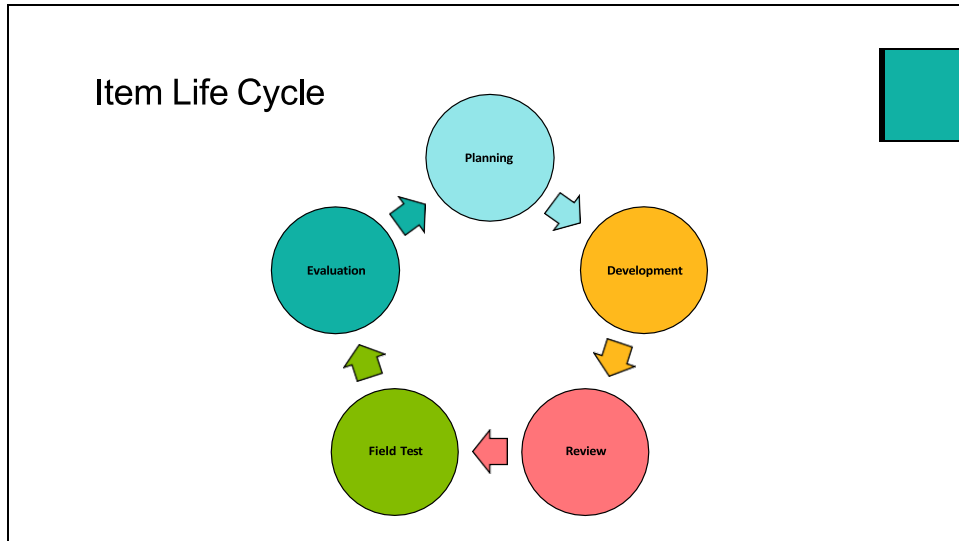 Item Life Cycle
Planning
Development
Review
Field Test
Evaluation